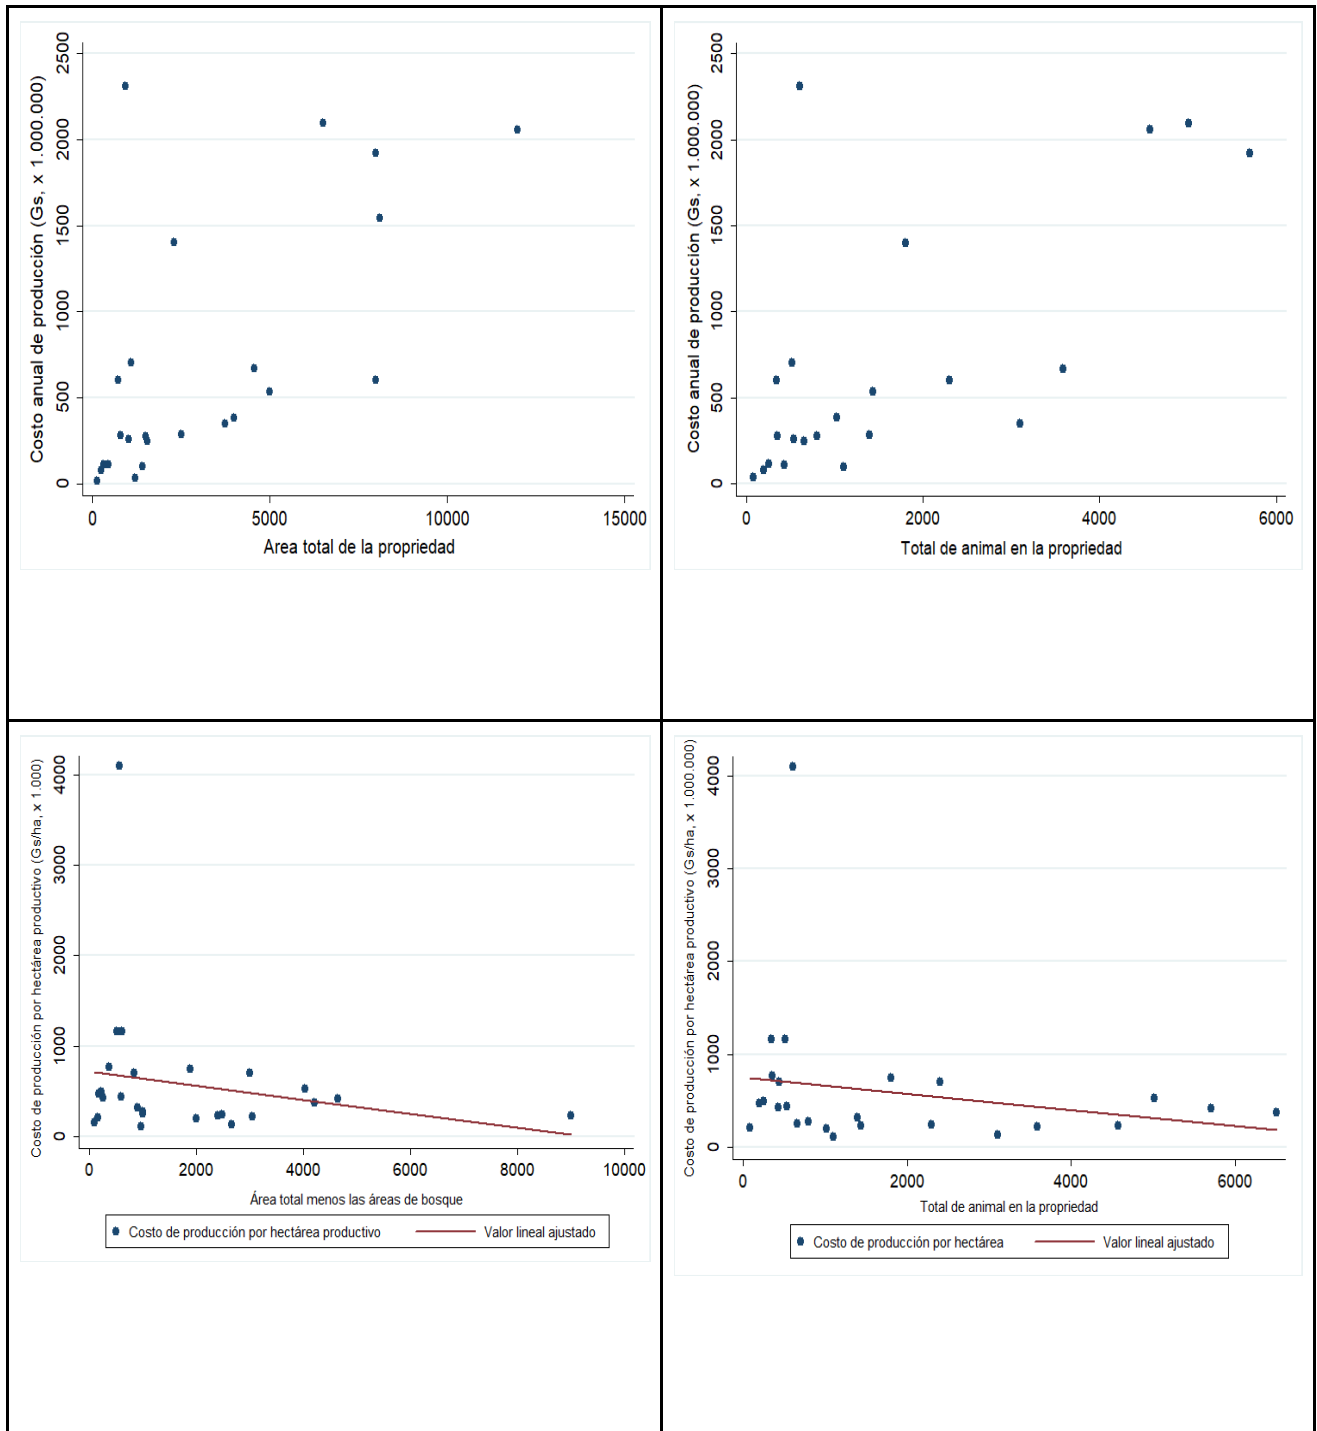 Costo anual de producción (Gs, x 1.000.000)
2500
2000
1500
1000
500
0
0 5000 10000 15000
Area total de la propriedad
Costo anual de producción (Gs, x 1.000.000)
2500
2000
1500
1000
500
0
0 2000 4000 6000
Total de animal en la propriedad
Costo de producción por hectárea productivo (Gs/ha, x 1.000)
4000
3000
2000
1000
0
0 2000 4000 6000 8000 10000
Área total menos las áreas de bosque
Costo de producción por hectárea productivo Valor lineal ajustado
Costo de producción por hectárea productivo (Gs/ha, x 1.000.000)
4000
3000
2000
1000
0
0 2000 4000 6000
Total de animal en la propriedad
Costo de producción por hectárea Valor lineal ajustado